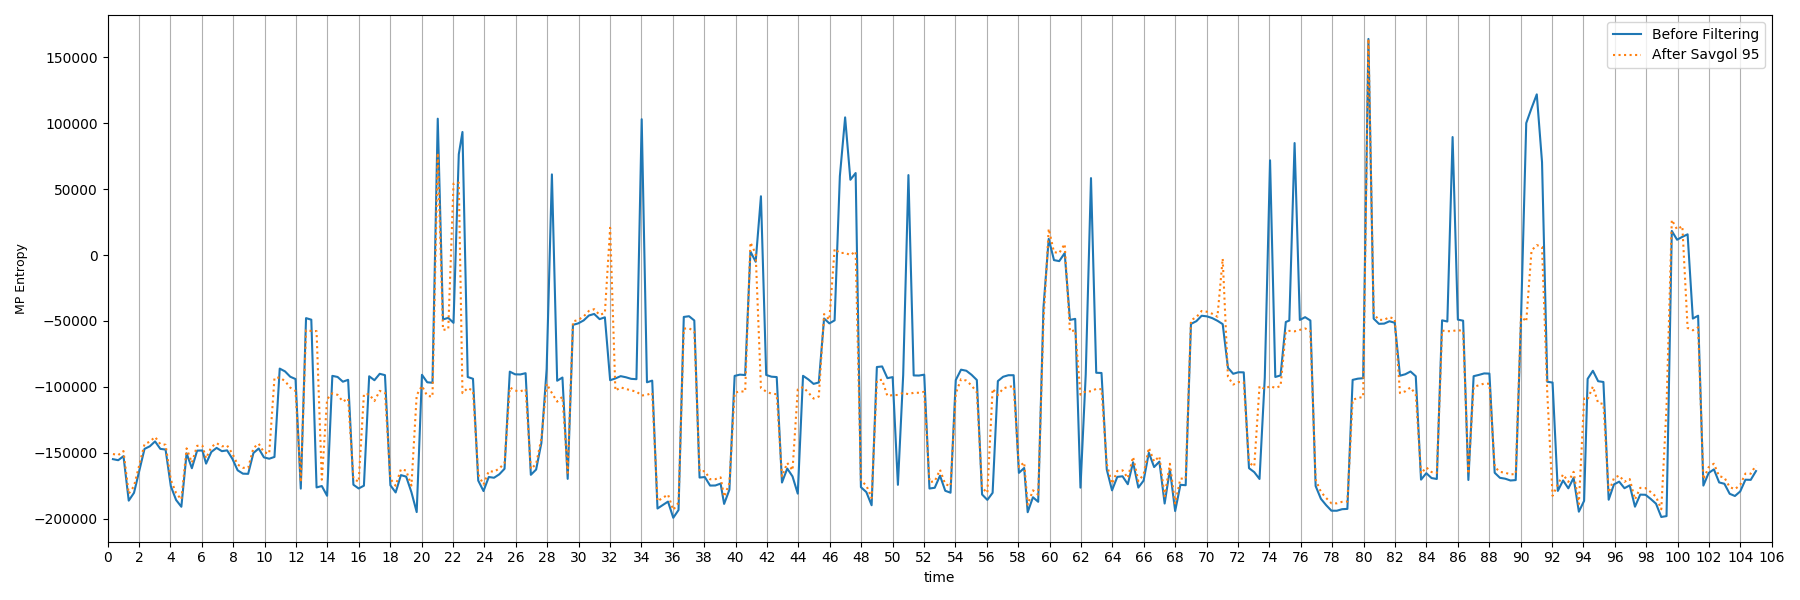 Before Filtering
After Savgol 95
MP Entropy
150000
100000
50000
0
−50000
−100000
−150000
−200000
0 2 4 6 8 10 12 14 16 18 20 22 24 26 28 30 32 34 36 38 40 42 44 46 48 50 52 54 56 58 60 62 64 66 68 70 72 74 76 78 80 82 84 86 88 90 92 94 96 98 100 102 104 106
time